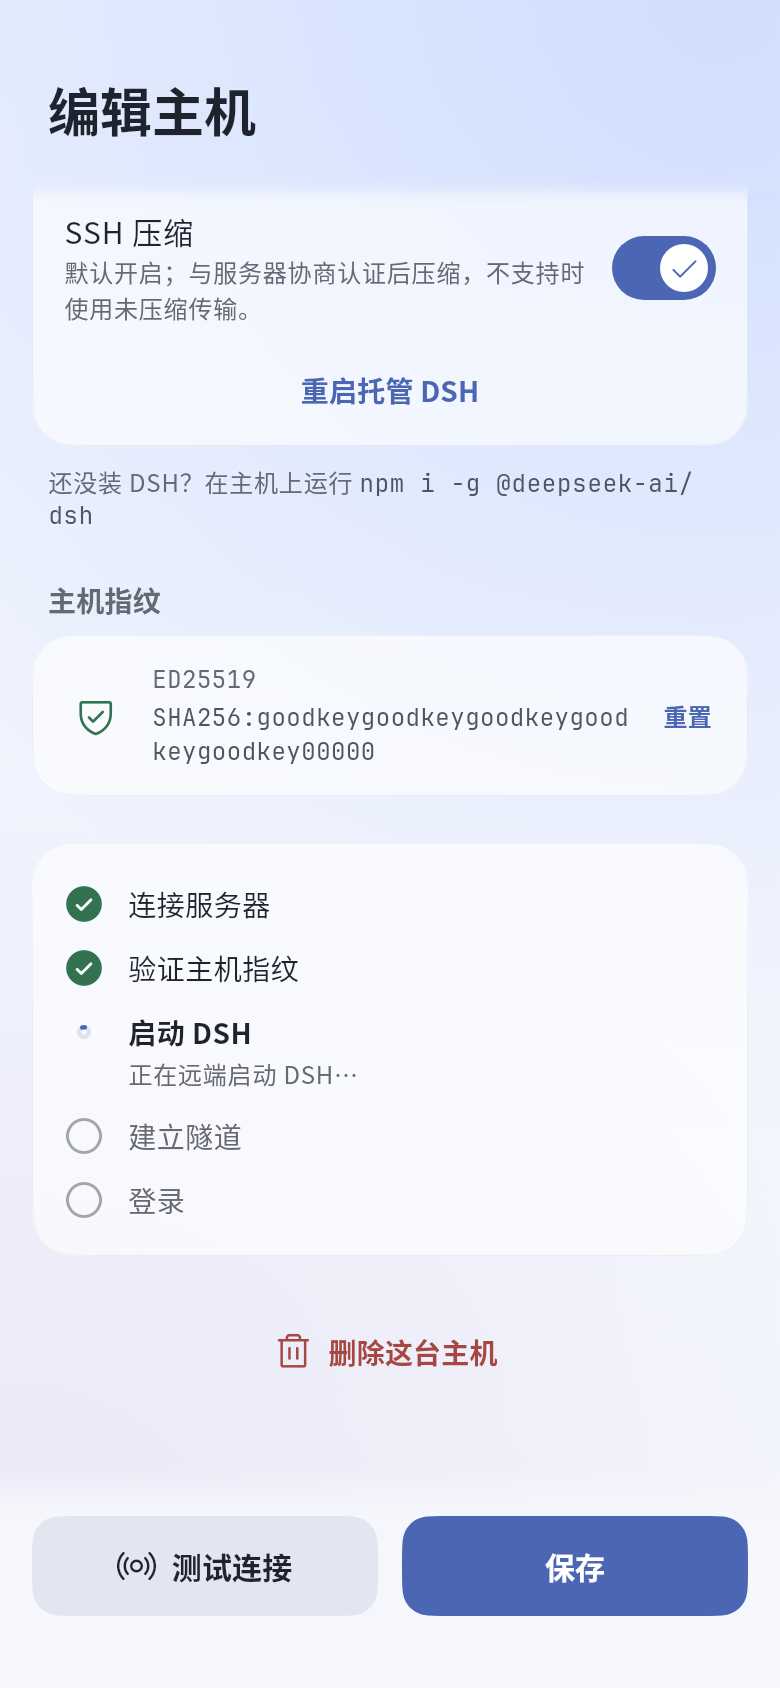 编辑主机
SSH 压缩
默认开启；与服务器协商认证后压缩，不支持时
使用未压缩传输。
重启托管 DSH
还没装 DSH？在主机上运行 npm i -g @deepseek-ai/
dsh
主机指纹
ED25519
SHA256:goodkeygoodkeygoodkeygood
keygoodkey00000
重置
连接服务器
验证主机指纹
启动 DSH
正在远端启动 DSH…
建立隧道
登录
删除这台主机
测试连接
保存